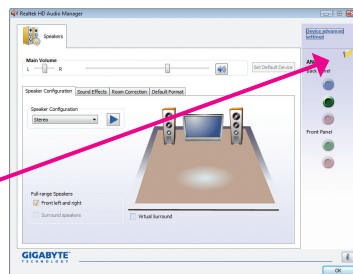 Realtek HD Audio Manager
Speakers
Device advanced
settings
Main Volume
L
R
Set Default Device
Back Panel
Speaker Configuration
Sound Effects
Room Correction
Default Format
Speaker Configuration
Stereo
Front Panel
Full-range Speakers
Front left and right
Surround speakers
Virtual Surround
GIGABYTE
TECHNOLOGY
OK